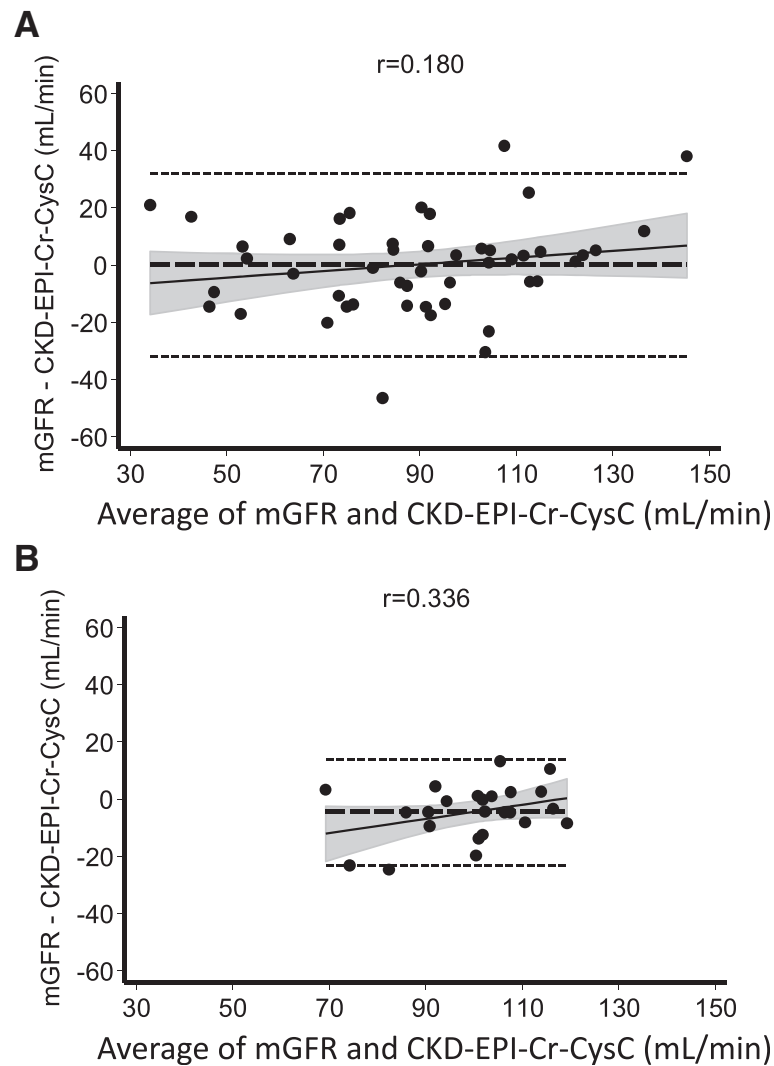 A
r=0.180
mGFR - CKD-EPI-Cr-CysC (mL/min)
60
40
20
0
-20
-40
-60
30 50 70 90 110 130 150
Average of mGFR and CKD-EPI-Cr-CysC (mL/min)
B
r=0.336
mGFR - CKD-EPI-Cr-CysC (mL/min)
60
40
20
0
-20
-40
-60
30 50 70 90 110 130 150
Average of mGFR and CKD-EPI-Cr-CysC (mL/min)